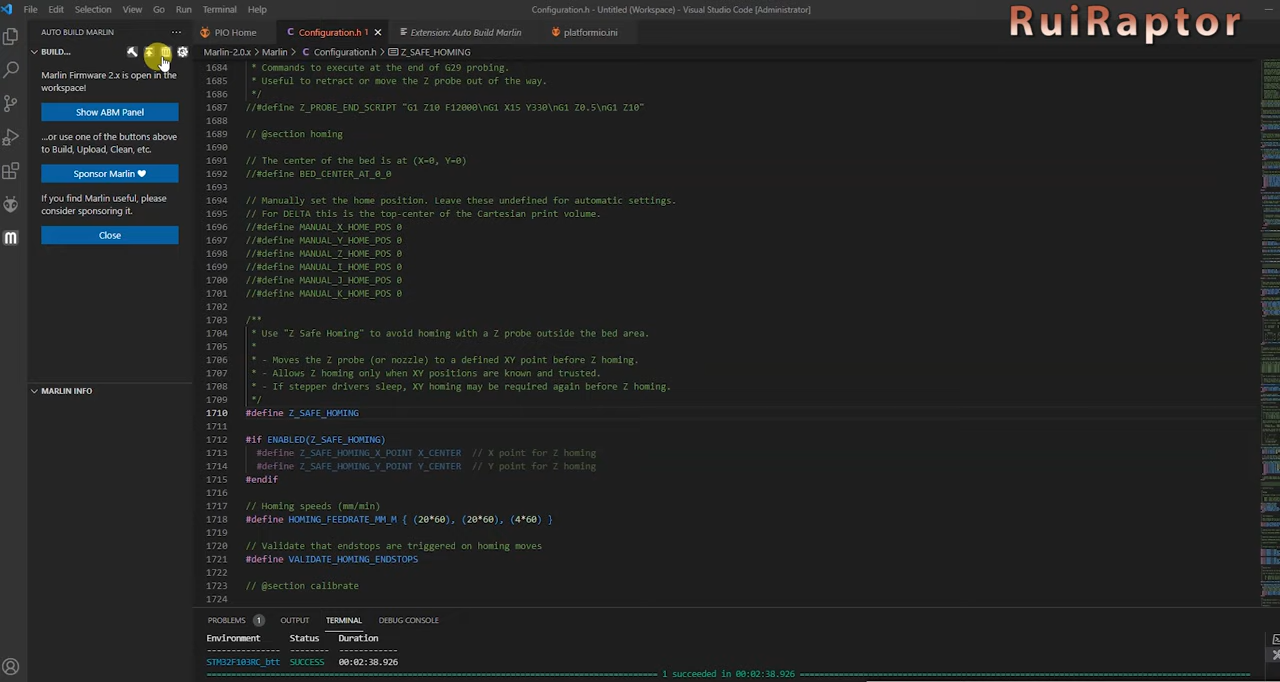 File Edit Selection View Go Run Terminal Help
Configuration.h - Untitled (Workspace) - Visual Studio Code [Administrator]
RuiRaptor
AUTO BUILD MARLIN
PIO Home
Configuration.h 1
Extension: Auto Build Marlin
platformio.ini
BUILD...
Marlin-2.0.x > Marlin > Configuration.h > Z_SAFE_HOMING
Marlin Firmware 2.x is open in the
workspace!
Show ABM Panel
...or use one of the buttons above
to Build, Upload, Clean, etc.
Sponsor Marlin ♥
If you find Marlin useful, please
consider sponsoring it.
Close
MARLIN INFO
1684 * Commands to execute at the end of G29 probing.
1685 * Useful to retract or move the Z probe out of the way.
1686 */
1687 //#define Z_PROBE_END_SCRIPT "G1 Z10 F12000\nG1 X15 Y330\nG1 Z0.5\nG1 Z10"
1688
1689 // @section homing
1690
1691 // The center of the bed is at (X=0, Y=0)
1692 //#define BED_CENTER_AT_0_0
1693
1694 // Manually set the home position. Leave these undefined for automatic settings.
1695 // For DELTA this is the top-center of the Cartesian print volume.
1696 //#define MANUAL_X_HOME_POS 0
1697 //#define MANUAL_Y_HOME_POS 0
1698 //#define MANUAL_Z_HOME_POS 0
1699 //#define MANUAL_I_HOME_POS 0
1700 //#define MANUAL_J_HOME_POS 0
1701 //#define MANUAL_K_HOME_POS 0
1702
1703 /**
1704 * Use "Z Safe Homing" to avoid homing with a Z probe outside the bed area.
1705 *
1706 * - Moves the Z probe (or nozzle) to a defined XY point before Z homing.
1707 * - Allows Z homing only when XY positions are known and trusted.
1708 * - If stepper drivers sleep, XY homing may be required again before Z homing.
1709 */
1710 #define Z_SAFE_HOMING
1711
1712 #if ENABLED(Z_SAFE_HOMING)
1713 #define Z_SAFE_HOMING_X_POINT X_CENTER // X point for Z homing
1714 #define Z_SAFE_HOMING_Y_POINT Y_CENTER // Y point for Z homing
1715 #endif
1716
1717 // Homing speeds (mm/min)
1718 #define HOMING_FEEDRATE_MM_M { (20*60), (20*60), (4*60) }
1719
1720 // Validate that endstops are triggered on homing moves
1721 #define VALIDATE_HOMING_ENDSTOPS
1722
1723 // @section calibrate
1724
PROBLEMS 1 OUTPUT TERMINAL DEBUG CONSOLE
Environment Status Duration
STM32F103RC_btt SUCCESS 00:02:38.926
1 succeeded in 00:02:38.926